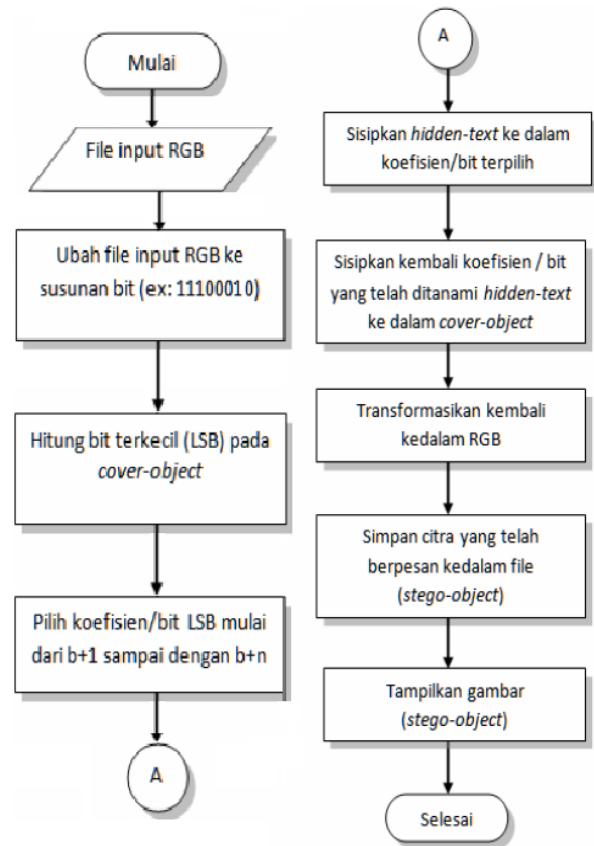 Mulai
File input RGB
Ubah file input RGB ke
susunan bit (ex: 11100010)
Hitung bit terkecil (LSB) pada
cover-object
Pilih koefisien/bit LSB mulai
dari b+1 sampai dengan b+n
A
A
Sisipkan hidden-text ke dalam
koefisien/bit terpilih
Sisipkan kembali koefisien / bit
yang telah ditanami hidden-text
ke dalam cover-object
Transformasikan kembali
kedalam RGB
Simpan citra yang telah
berpesan kedalam file
(stego-object)
Tampilkan gambar
(stego-object)
Selesai